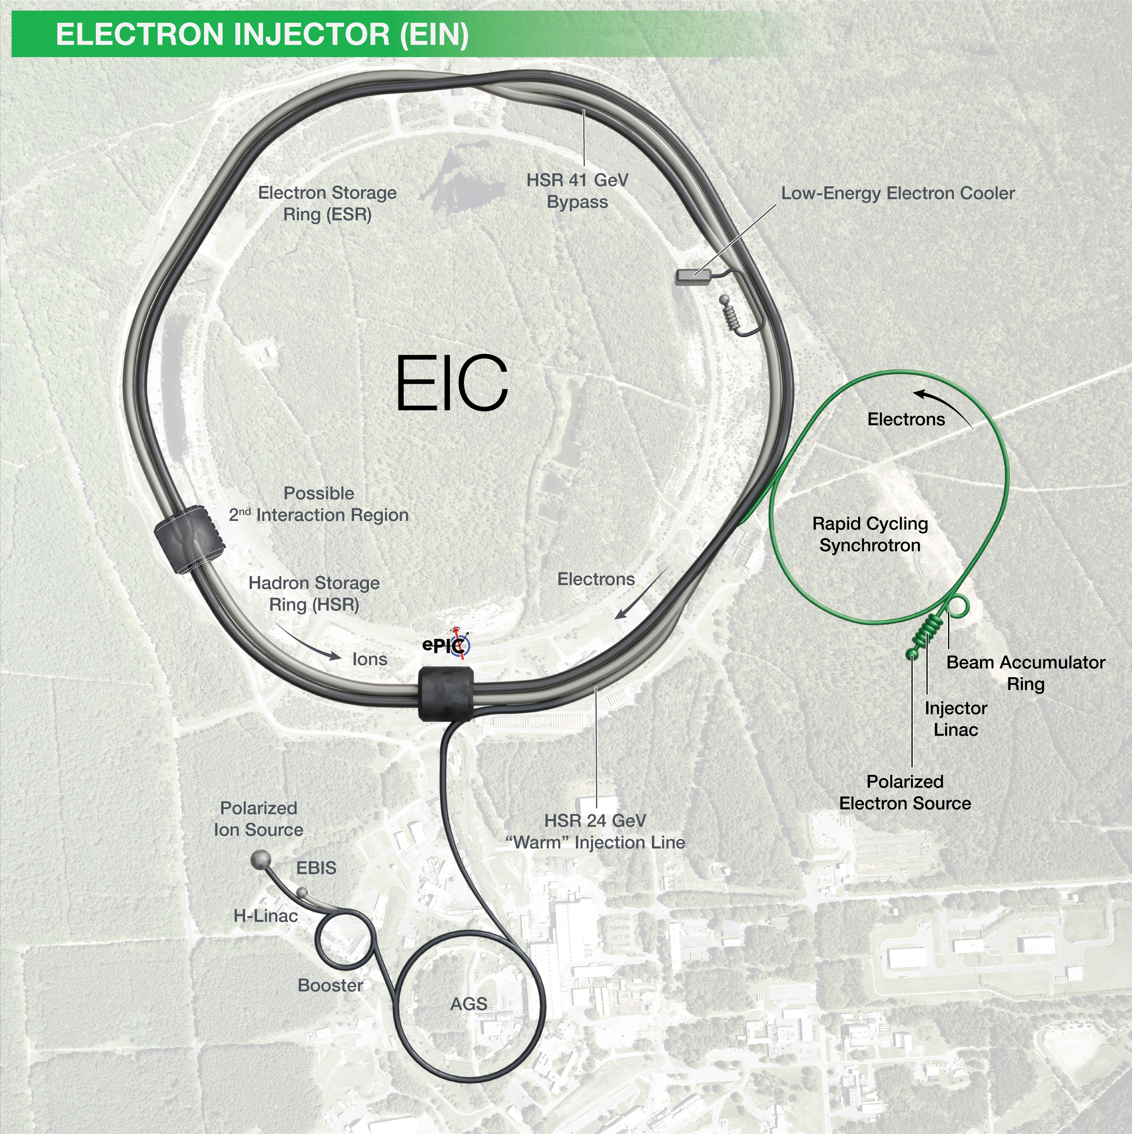 ELECTRON INJECTOR (EIN)
Electron Storage
Ring (ESR)
HSR 41 GeV
Bypass
Low-Energy Electron Cooler
EIC
Electrons
Rapid Cycling
Synchrotron
Possible
2nd Interaction Region
Hadron Storage
Ring (HSR)
Ions
Electrons
ePIC
Beam Accumulator
Ring
Injector
Linac
Polarized
Electron Source
Polarized
Ion Source
HSR 24 GeV
“Warm” Injection Line
EBIS
H-Linac
Booster
AGS